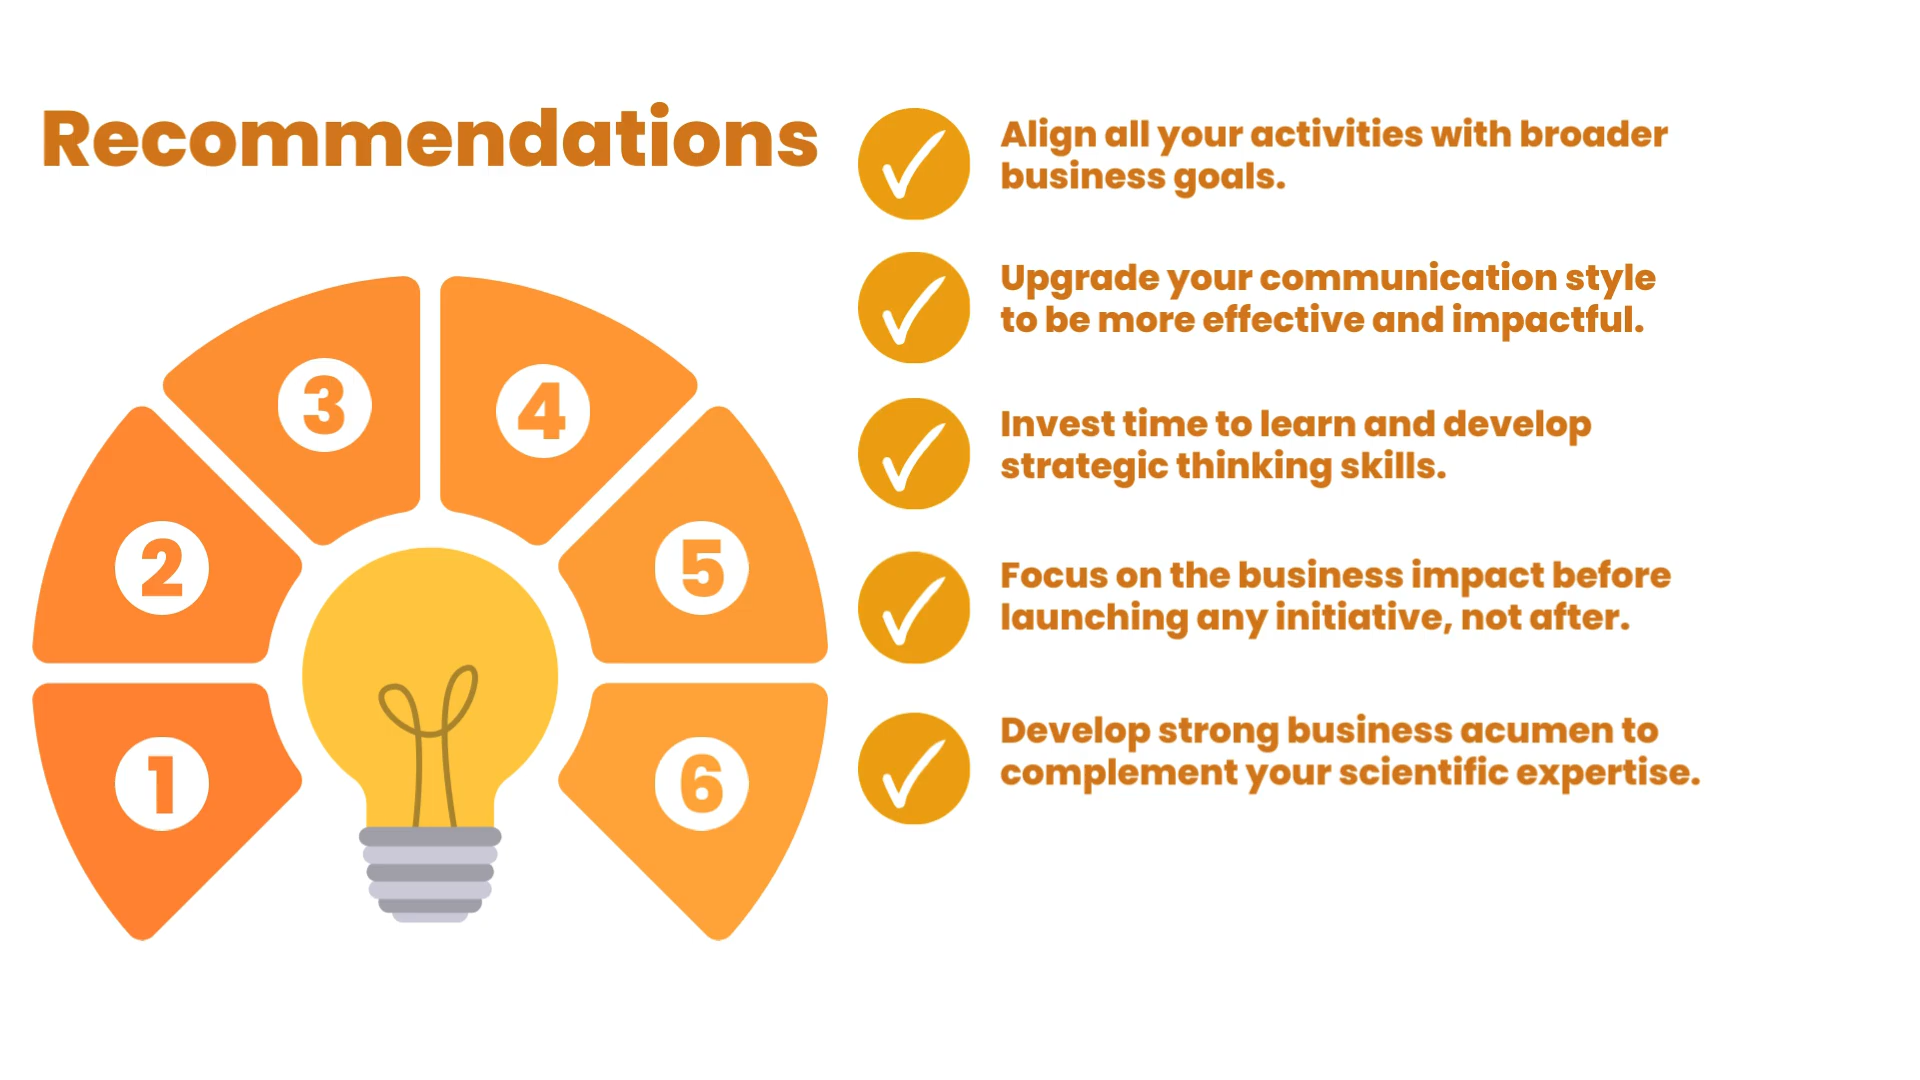 Recommendations
Align all your activities with broader
business goals.
Upgrade your communication style
to be more effective and impactful.
Invest time to learn and develop
strategic thinking skills.
Focus on the business impact before
launching any initiative, not after.
Develop strong business acumen to
complement your scientific expertise.
1
2
3
4
5
6